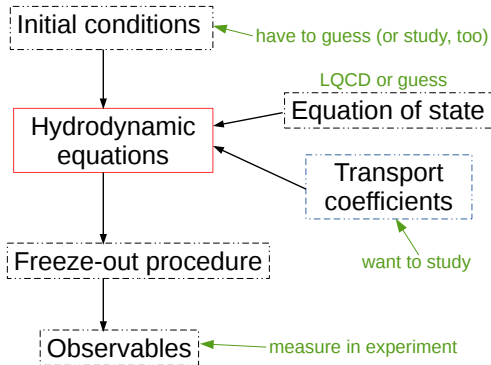 Initial conditions
have to guess (or study, too)
LQCD or guess
Equation of state
Hydrodynamic
equations
Transport
coefficients
want to study
Freeze-out procedure
Observables
measure in experiment